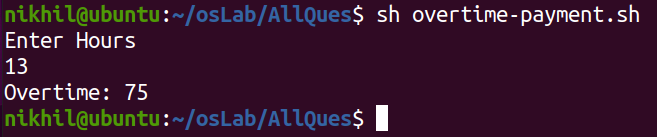 nikhil@ubuntu:~/osLab/AllQues$ sh overtime-payment.sh
Enter Hours
13
Overtime: 75
nikhil@ubuntu:~/osLab/AllQues$